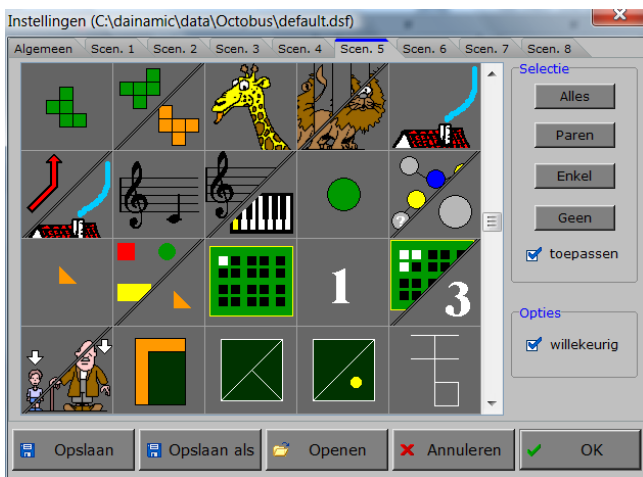 Instellingen (C:\dainamic\data\Octobus\default.dsf)
Algemeen Scen. 1 Scen. 2 Scen. 3 Scen. 4 Scen. 5 Scen. 6 Scen. 7 Scen. 8
Selectie
Alles
Paren
Enkel
Geen
toepassen
?
1
3
Opties
willekeurig
Opslaan Opslaan als Openen Annuleren OK